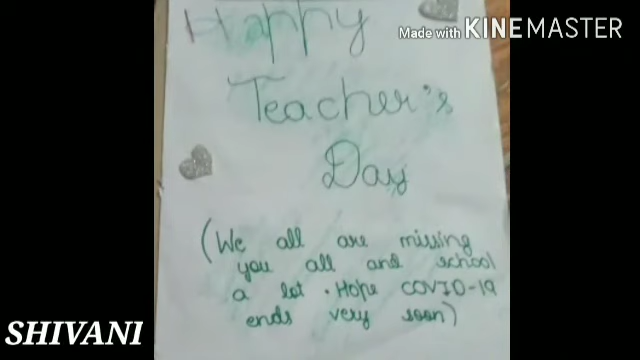 Happy
Made with KINEMASTER
Teacher's
Day
(We all are missing
you all and school
a lot. Hope COVID-19
ends very soon)
SHIVANI